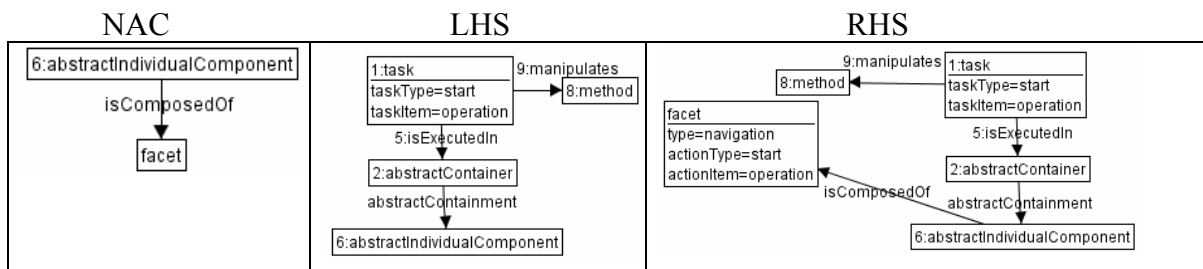 NAC
LHS
RHS
6:abstractIndividualComponent
isComposedOf
facet
1:task
taskType=start
taskItem=operation
9:manipulates
8:method
5:isExecutedIn
2:abstractContainer
abstractContainment
6:abstractIndividualComponent
9:manipulates
8:method
1:task
taskType=start
taskItem=operation
facet
type=navigation
actionType=start
actionItem=operation
5:isExecutedIn
2:abstractContainer
isComposedOf
abstractContainment
6:abstractIndividualComponent